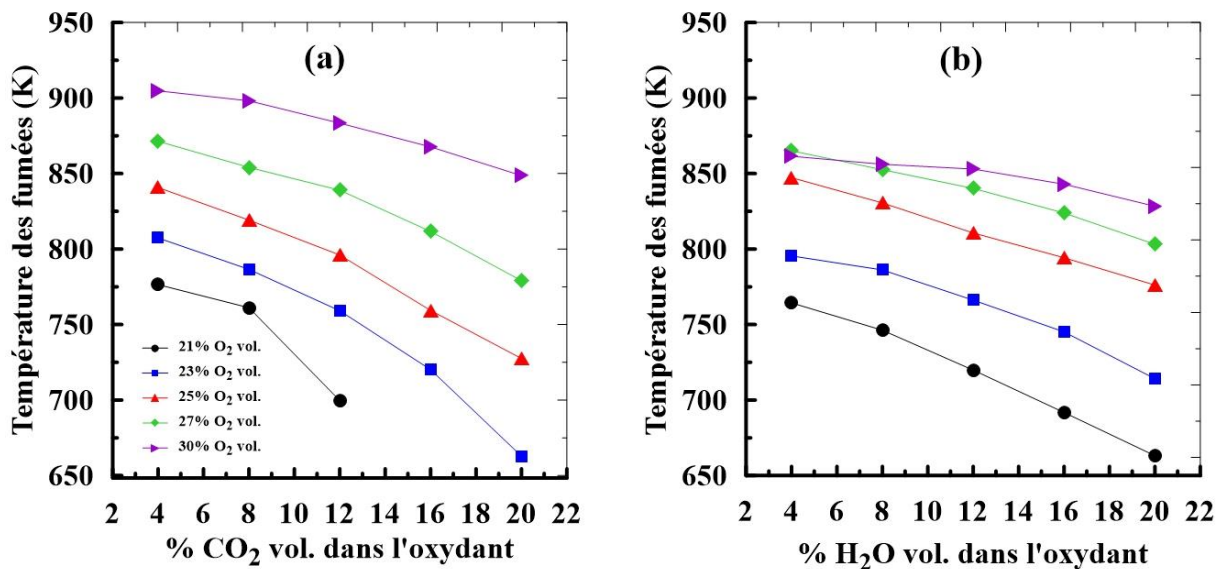 (a)
Température des fumées (K)
950
900
850
800
750
700
650
21% O₂ vol.
23% O₂ vol.
25% O₂ vol.
27% O₂ vol.
30% O₂ vol.
2 4 6 8 10 12 14 16 18 20 22
% CO₂ vol. dans l'oxydant
(b)
Température des fumées (K)
950
900
850
800
750
700
650
2 4 6 8 10 12 14 16 18 20 22
% H₂O vol. dans l'oxydant